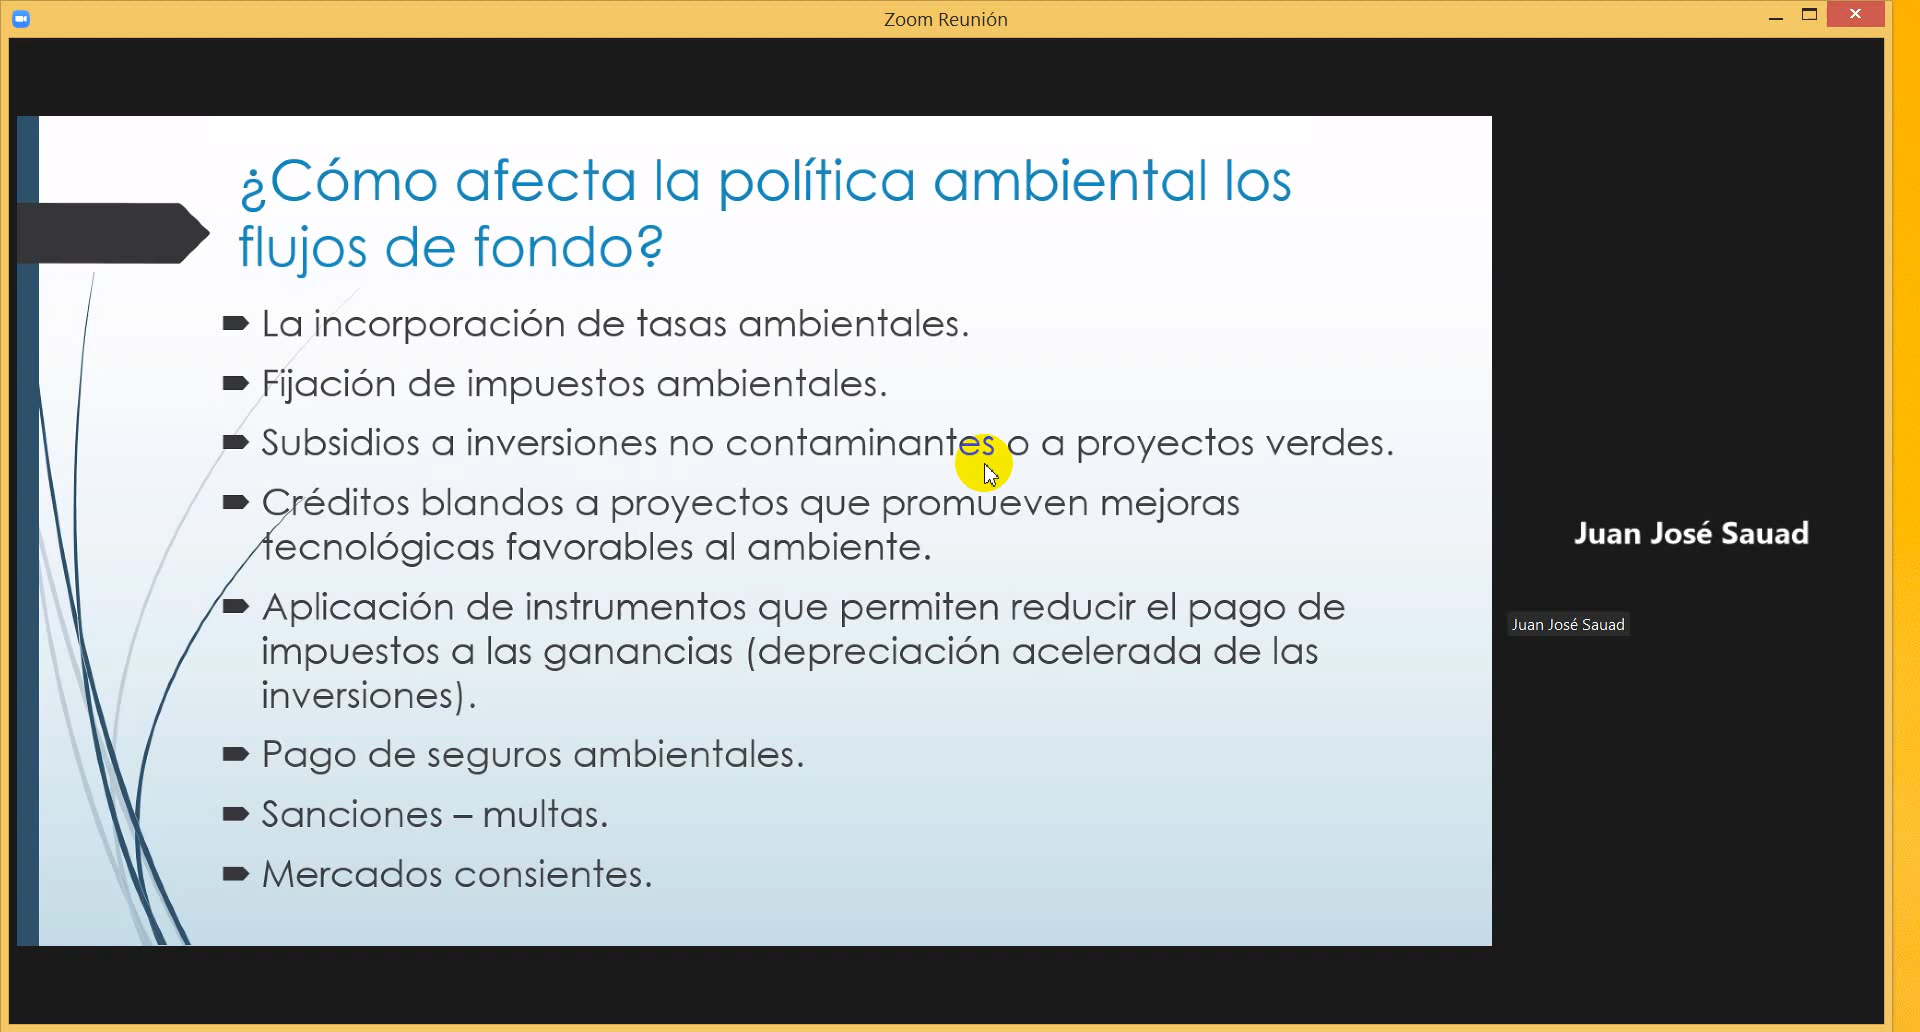 Zoom Reunión
¿Cómo afecta la política ambiental los
flujos de fondo?
La incorporación de tasas ambientales.
Fijación de impuestos ambientales.
Subsidios a inversiones no contaminantes o a proyectos verdes.
Créditos blandos a proyectos que promueven mejoras
tecnológicas favorables al ambiente.
Aplicación de instrumentos que permiten reducir el pago de
impuestos a las ganancias (depreciación acelerada de las
inversiones).
Pago de seguros ambientales.
Sanciones – multas.
Mercados consientes.
Juan José Sauad
Juan José Sauad